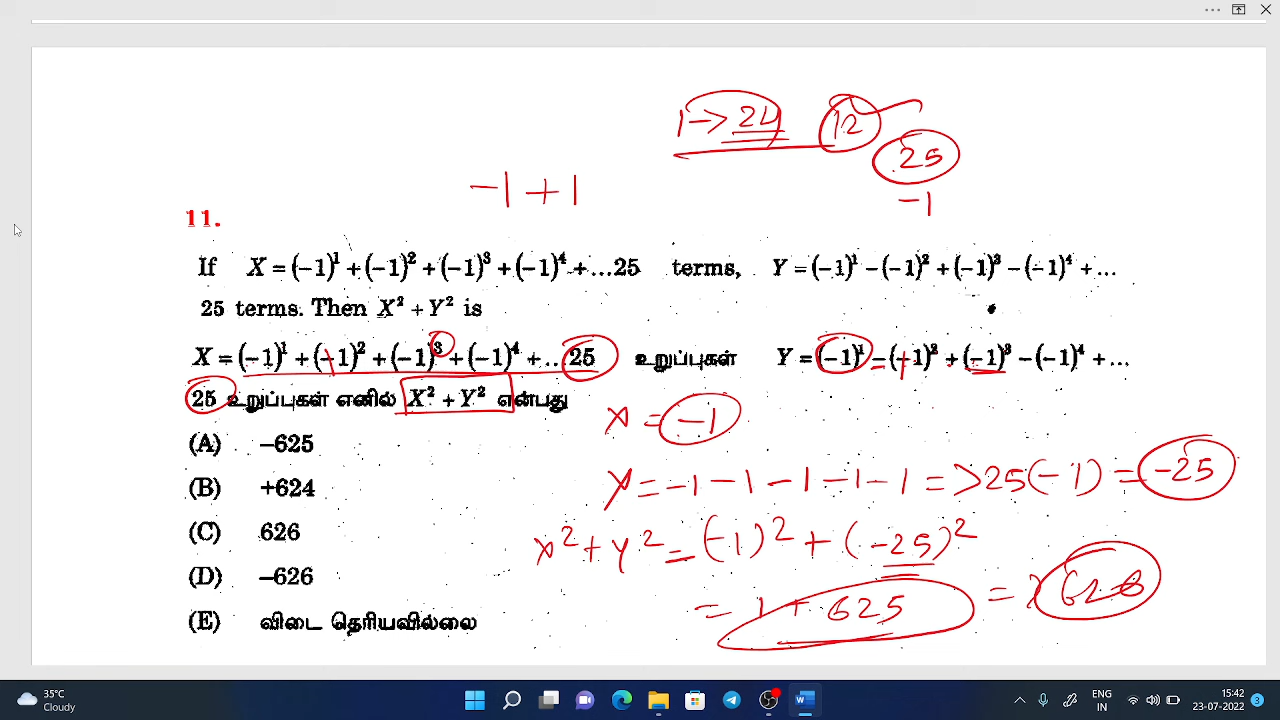 1 → 24 12
25
-1
-1 + 1
11.
If X = (−1)¹ + (−1)² + (−1)³ + (−1)⁴ + ...25 terms, Y = (−1)¹ − (−1)² + (−1)³ − (−1)⁴ + ...
25 terms. Then X² + Y² is
X = (−1)¹ + (−1)² + (−1)³ + (−1)⁴ + ... 25 உறுப்புகள் Y = (−1)¹ − (−1)² + (−1)³ − (−1)⁴ + ...
25 உறுப்புகள் எனில் X² + Y² என்பது
x = -1
(A) −625
y = -1 -1 -1 -1 -1 => 25(-1) = -25
(B) +624
x² + y² = (-1)² + (-25)²
(C) 626
(D) −626
= 1 + 625 = 626
(E) விடை தெரியவில்லை
35°C
Cloudy
ENG
IN
15:42
23-07-2022
3